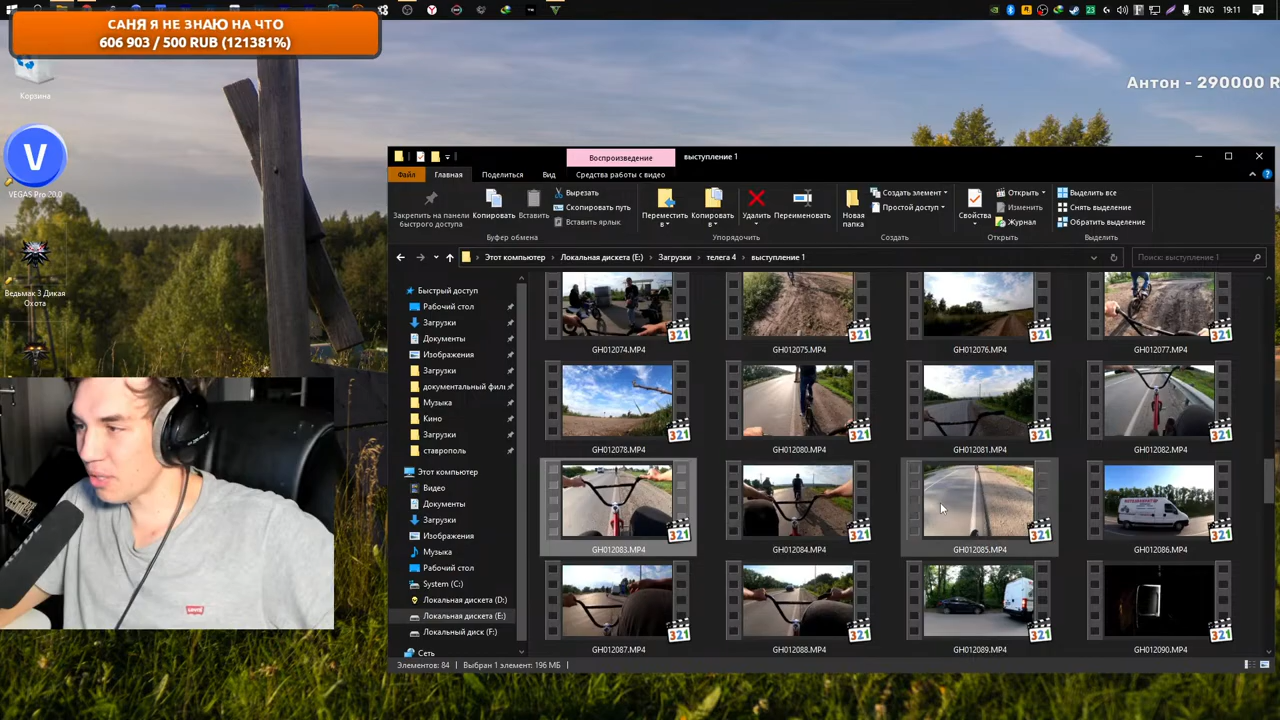 ENG
19:11
23
САНЯ Я НЕ ЗНАЮ НА ЧТО
606 903 / 500 RUB (121381%)
Антон - 290000 R
Корзина
V
VEGAS Pro 20.0
Ведьмак 3 Дикая
Охота
Воспроизведение
выступление 1
Файл
Главная
Поделиться
Вид
Средства работы с видео
Закрепить на панели
быстрого доступа
Копировать
Вставить
Вырезать
Скопировать путь
Вставить ярлык
Буфер обмена
Переместить
в
Копировать
в
Удалить
Переименовать
Упорядочить
Новая
папка
Создать элемент
Простой доступ
Создать
Свойства
Открыть
Изменить
Журнал
Открыть
Выделить все
Снять выделение
Обратить выделение
Выделить
Этот компьютер
Локальная дискета (E:)
Загрузки
телега 4
выступление 1
Поиск: выступление 1
Быстрый доступ
Рабочий стол
Загрузки
Документы
Изображения
Загрузки
документальный филь
Музыка
Кино
Загрузки
ставрополь
Этот компьютер
Видео
Документы
Загрузки
Изображения
Музыка
Рабочий стол
System (C:)
Локальная дискета (D:)
Локальная дискета (E:)
Локальный диск (F:)
Сеть
GH012074.MP4
GH012075.MP4
GH012076.MP4
GH012077.MP4
GH012078.MP4
GH012080.MP4
GH012081.MP4
GH012082.MP4
GH012083.MP4
GH012084.MP4
GH012085.MP4
GH012086.MP4
GH012087.MP4
GH012088.MP4
GH012089.MP4
GH012090.MP4
Элементов: 84
Выбран 1 элемент: 196 МБ